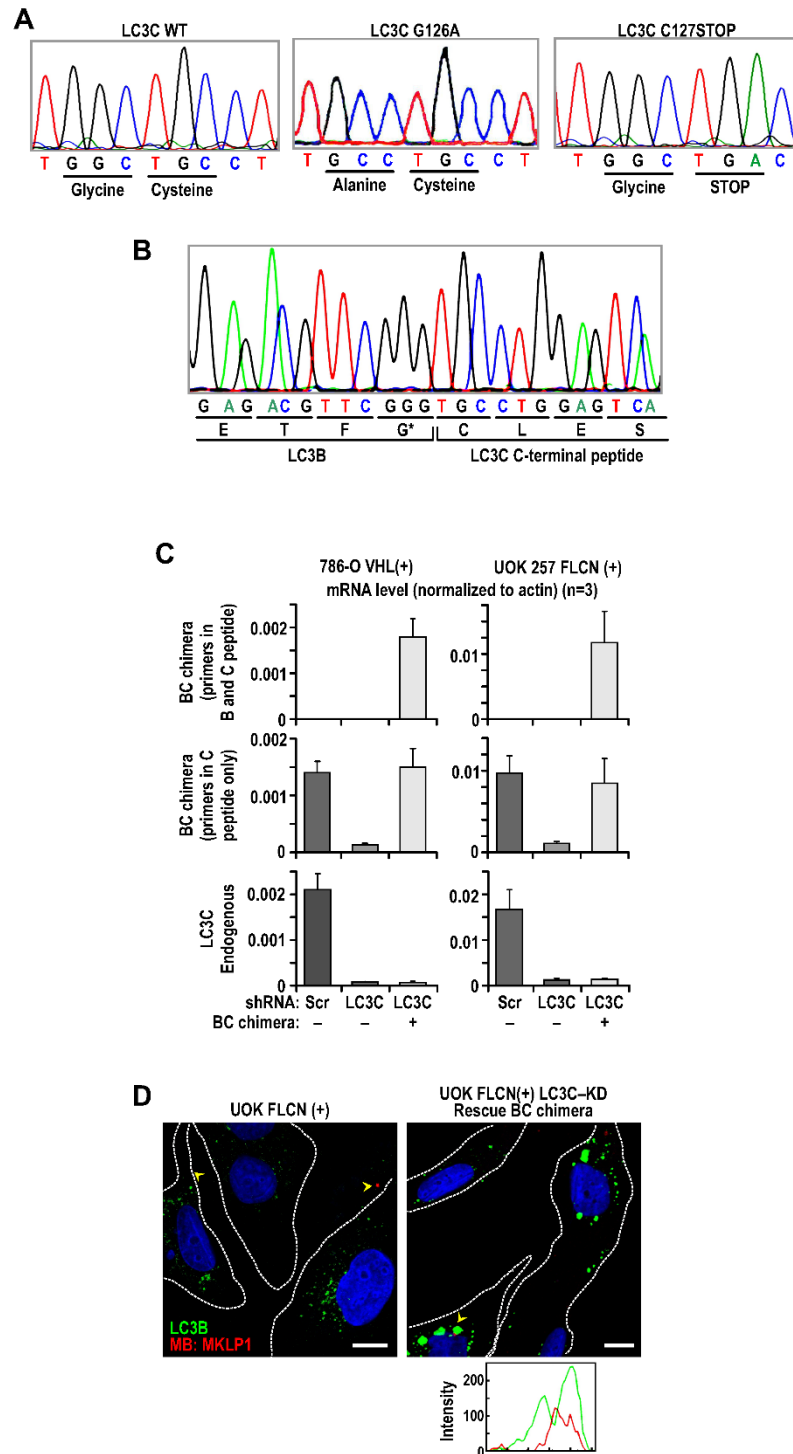 A
LC3C WT
LC3C G126A
LC3C C127STOP
T G G C T G C C T
T G C C T G C C T
T G G C T G A C
Glycine Cysteine
Alanine Cysteine
Glycine STOP
B
G A G A C G T T C G G G T G C C T G G A G T C A
E T F G* C L E S
LC3B LC3C C-terminal peptide
C
786-O VHL(+) UOK 257 FLCN (+)
mRNA level (normalized to actin) (n=3)
BC chimera
(primers in
B and C peptide)
0.002
0.001
0
0.01
0
BC chimera
(primers in C
peptide only)
0.002
0.001
0
0.01
0
LC3C
Endogenous
0.002
0.001
0
0.02
0.01
0
shRNA: Scr LC3C LC3C Scr LC3C LC3C
BC chimera: – – + – – +
D
UOK FLCN (+)
UOK FLCN(+) LC3C–KD
Rescue BC chimera
LC3B
MB: MKLP1
Intensity
200
100
0